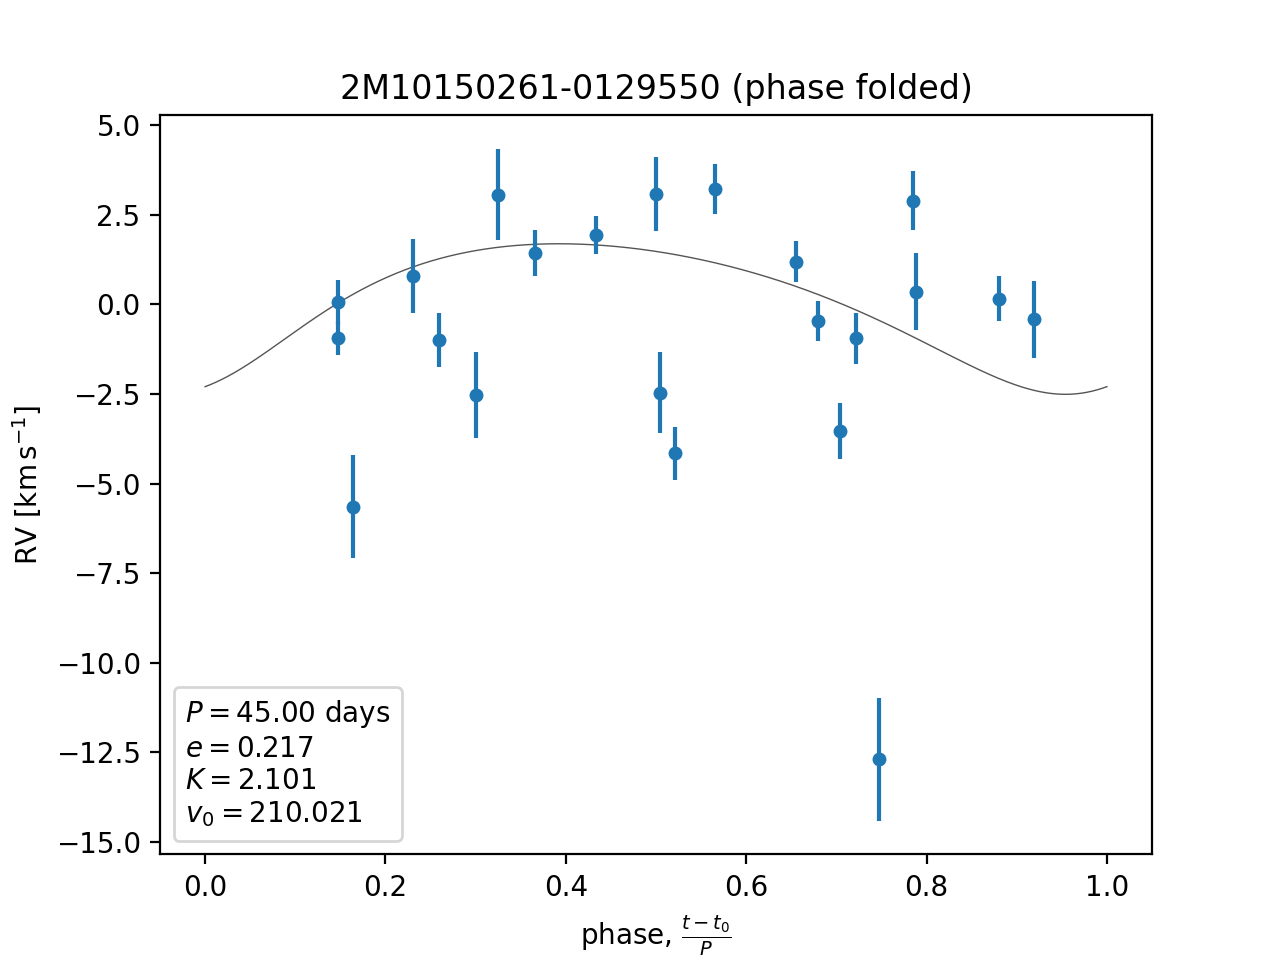 2M10150261-0129550 (phase folded)
5.0
2.5
0.0
−2.5
−5.0
−7.5
−10.0
−12.5
−15.0
RV [km s⁻¹]
P = 45.00 days
e = 0.217
K = 2.101
v₀ = 210.021
0.0 0.2 0.4 0.6 0.8 1.0
phase, (t − t₀)/P